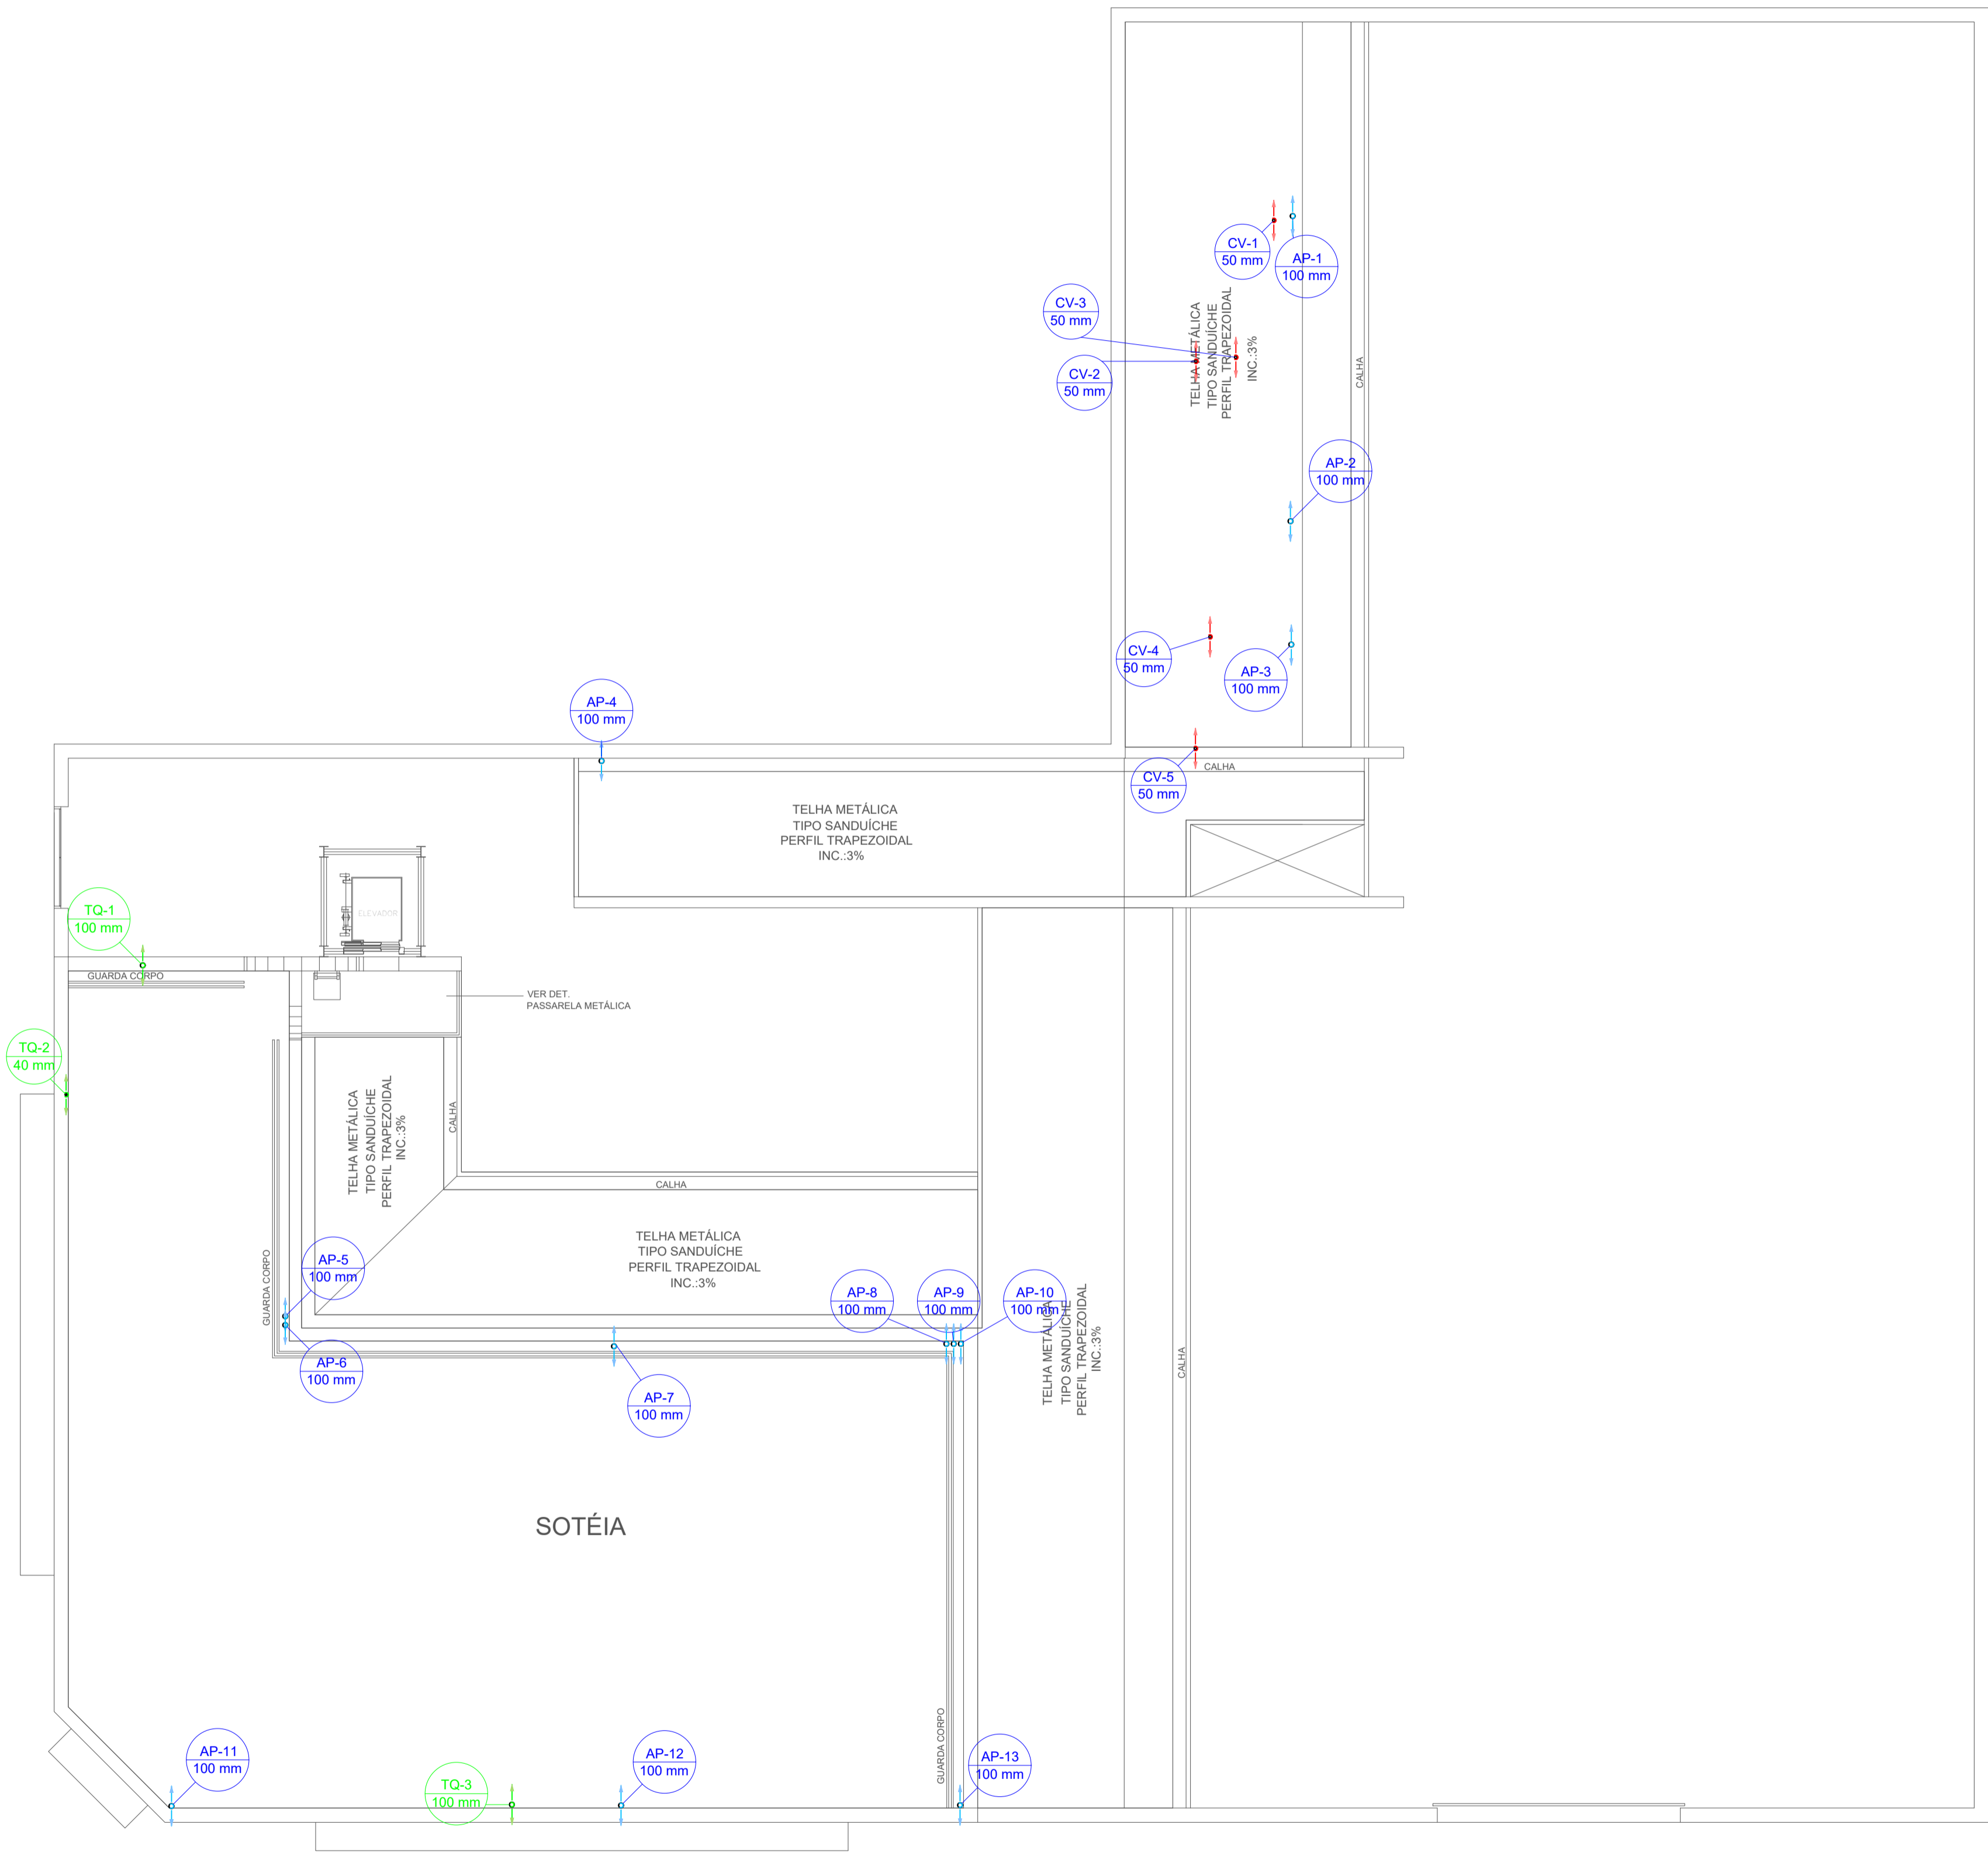 CV-1
50 mm
AP-1
100 mm
CV-3
50 mm
CV-2
50 mm
TELHA METÁLICA
TIPO SANDUÍCHE
PERFIL TRAPEZOIDAL
INC.:3%
CALHA
AP-2
100 mm
CV-4
50 mm
AP-3
100 mm
AP-4
100 mm
CALHA
CV-5
50 mm
TELHA METÁLICA
TIPO SANDUÍCHE
PERFIL TRAPEZOIDAL
INC.:3%
ELEVADOR
TQ-1
100 mm
GUARDA CORPO
VER DET.
PASSARELA METÁLICA
TQ-2
40 mm
TELHA METÁLICA
TIPO SANDUÍCHE
PERFIL TRAPEZOIDAL
INC.:3%
CALHA
CALHA
TELHA METÁLICA
TIPO SANDUÍCHE
PERFIL TRAPEZOIDAL
INC.:3%
GUARDA CORPO
AP-5
100 mm
AP-6
100 mm
AP-7
100 mm
AP-8
100 mm
AP-9
100 mm
AP-10
100 mm
TELHA METÁLICA
TIPO SANDUÍCHE
PERFIL TRAPEZOIDAL
INC.:3%
CALHA
SOTÉIA
GUARDA CORPO
AP-11
100 mm
TQ-3
100 mm
AP-12
100 mm
AP-13
100 mm